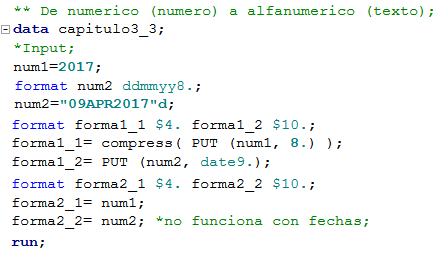 ** De numerico (numero) a alfanumerico (texto);
data capitulo3_3;
*Input;
num1=2017;
format num2 ddmmyy8.;
num2="09APR2017"d;
format forma1_1 $4. forma1_2 $10.;
forma1_1= compress( PUT (num1, 8.) );
forma1_2= PUT (num2, date9.);
format forma2_1 $4. forma2_2 $10.;
forma2_1= num1;
forma2_2= num2; *no funciona con fechas;
run;